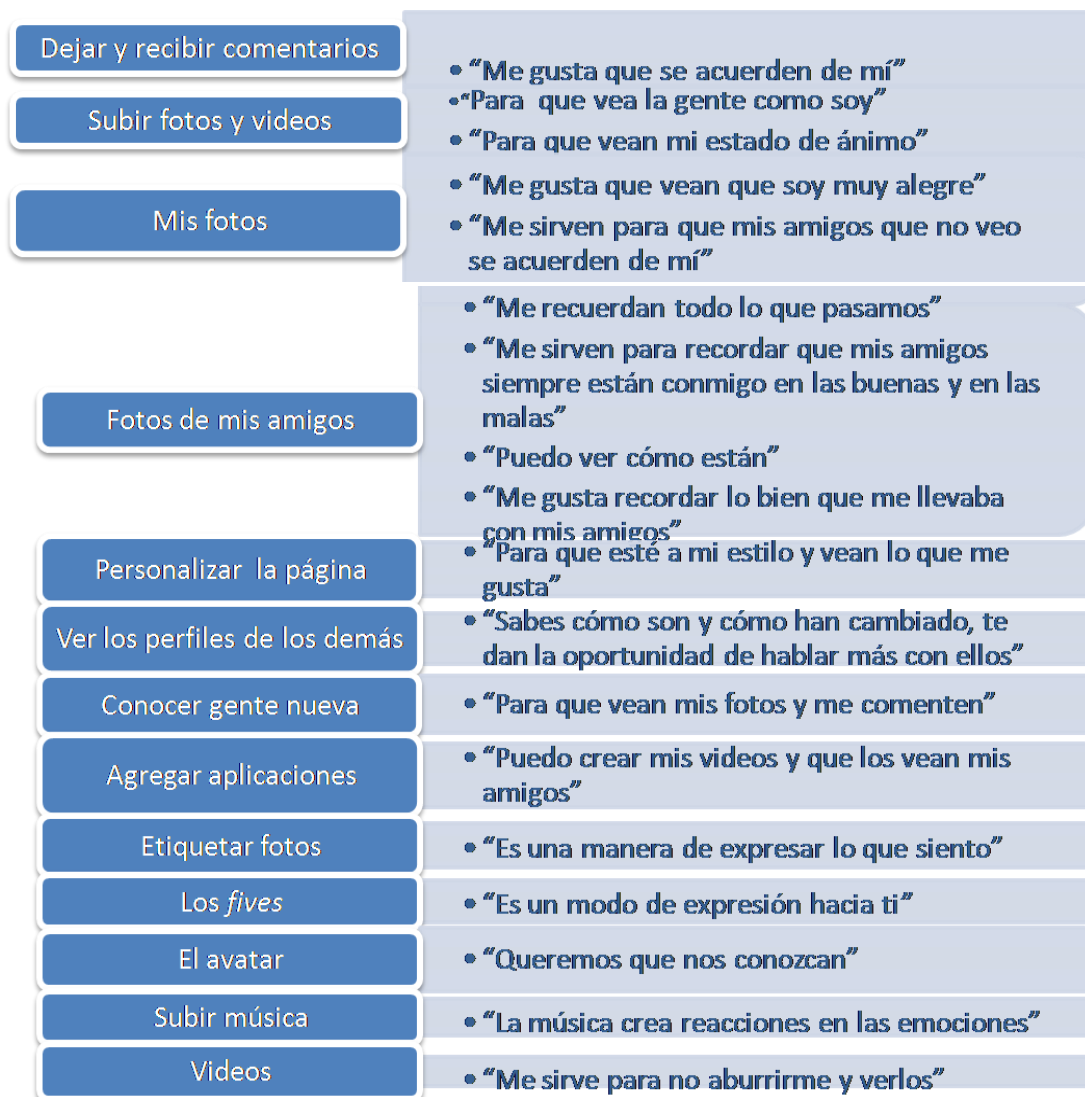 Dejar y recibir comentarios
• “Me gusta que se acuerden de mí”
Subir fotos y videos
•“Para que vea la gente como soy”
• “Para que vean mi estado de ánimo”
Mis fotos
• “Me gusta que vean que soy muy alegre”
• “Me sirven para que mis amigos que no veo
se acuerden de mí”
Fotos de mis amigos
• “Me recuerdan todo lo que pasamos”
• “Me sirven para recordar que mis amigos
siempre están conmigo en las buenas y en las
malas”
• “Puedo ver cómo están”
• “Me gusta recordar lo bien que me llevaba
con mis amigos”
Personalizar la página
• “Para que esté a mi estilo y vean lo que me
gusta”
Ver los perfiles de los demás
• “Sabes cómo son y cómo han cambiado, te
dan la oportunidad de hablar más con ellos”
Conocer gente nueva
• “Para que vean mis fotos y me comenten”
Agregar aplicaciones
• “Puedo crear mis videos y que los vean mis
amigos”
Etiquetar fotos
• “Es una manera de expresar lo que siento”
Los fives
• “Es un modo de expresión hacia ti”
El avatar
• “Queremos que nos conozcan”
Subir música
• “La música crea reacciones en las emociones”
Videos
• “Me sirve para no aburrirme y verlos”